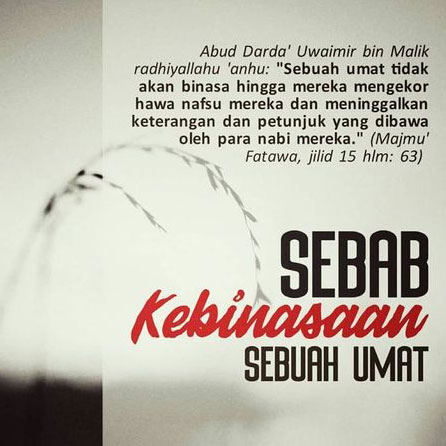 Abud Darda' Uwaimir bin Malik
radhiyallahu 'anhu: "Sebuah umat tidak
akan binasa hingga mereka mengekor
hawa nafsu mereka dan meninggalkan
keterangan dan petunjuk yang dibawa
oleh para nabi mereka." (Majmu'
Fatawa, jilid 15 hlm: 63)
SEBAB
Kebinasaan
SEBUAH UMAT